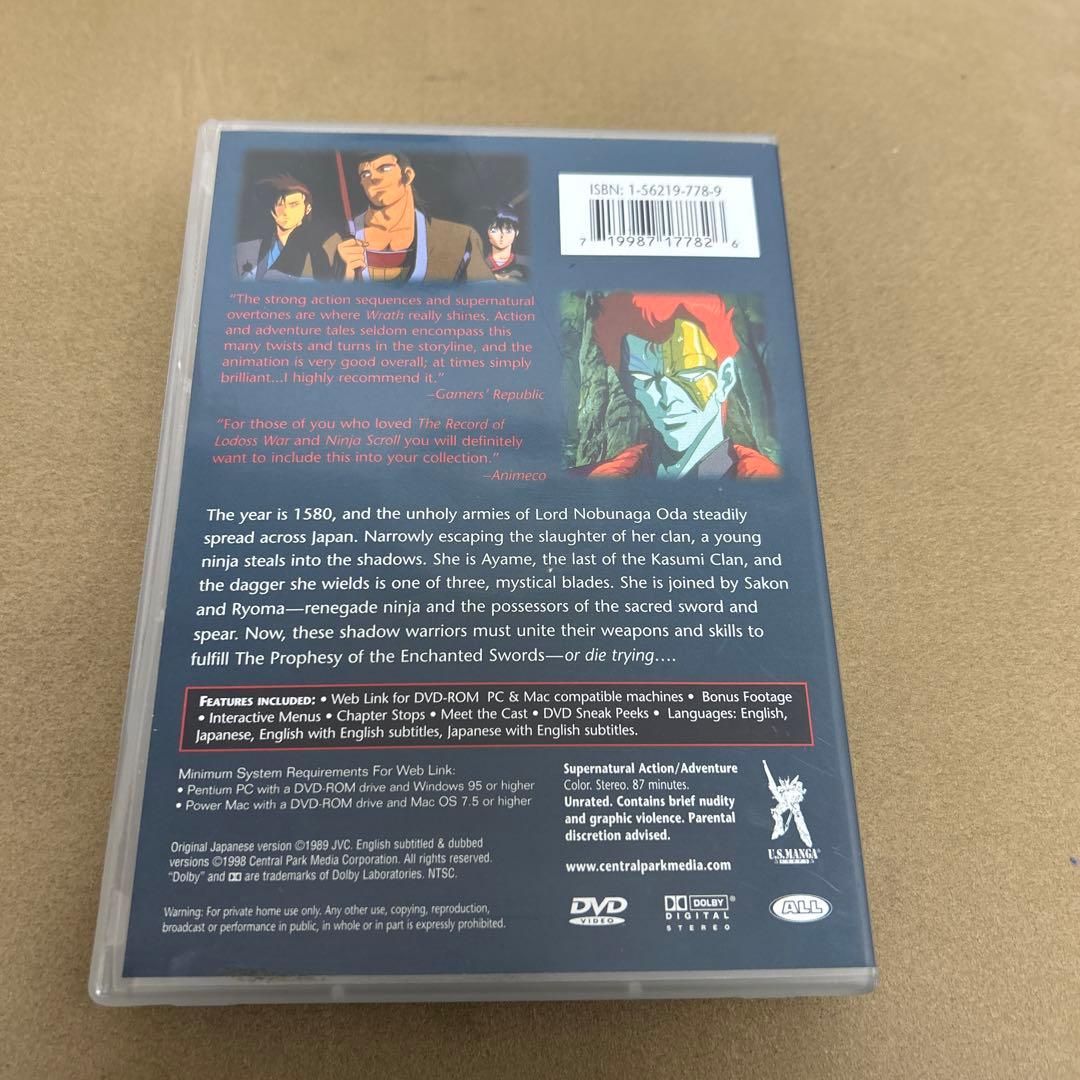 ISBN: 1-56219-778-9
7 19987 17782 6
“The strong action sequences and supernatural
overtones are where Wrath really shines. Action
and adventure tales seldom encompass this
many twists and turns in the storyline, and the
animation is very good overall; at times simply
brilliant...I highly recommend it.”
–Gamers’ Republic
“For those of you who loved The Record of
Lodoss War and Ninja Scroll you will definitely
want to include this into your collection.”
–Animeco
The year is 1580, and the unholy armies of Lord Nobunaga Oda steadily
spread across Japan. Narrowly escaping the slaughter of her clan, a young
ninja steals into the shadows. She is Ayame, the last of the Kasumi Clan, and
the dagger she wields is one of three, mystical blades. She is joined by Sakon
and Ryoma—renegade ninja and the possessors of the sacred sword and
spear. Now, these shadow warriors must unite their weapons and skills to
fulfill The Prophesy of the Enchanted Swords—or die trying....
FEATURES INCLUDED: • Web Link for DVD-ROM PC & Mac compatible machines • Bonus Footage
• Interactive Menus • Chapter Stops • Meet the Cast • DVD Sneak Peeks • Languages: English,
Japanese, English with English subtitles, Japanese with English subtitles.
Minimum System Requirements For Web Link:
• Pentium PC with a DVD-ROM drive and Windows 95 or higher
• Power Mac with a DVD-ROM drive and Mac OS 7.5 or higher
Original Japanese version ©1989 JVC. English subtitled & dubbed
versions ©1998 Central Park Media Corporation. All rights reserved.
“Dolby” and are trademarks of Dolby Laboratories. NTSC.
Warning: For private home use only. Any other use, copying, reproduction,
broadcast or performance in public, in whole or in part is expressly prohibited.
Supernatural Action/Adventure
Color. Stereo. 87 minutes.
Unrated. Contains brief nudity
and graphic violence. Parental
discretion advised.
www.centralparkmedia.com
U.S.MANGA
DVD
VIDEO
DOLBY®
DIGITAL
STEREO
ALL